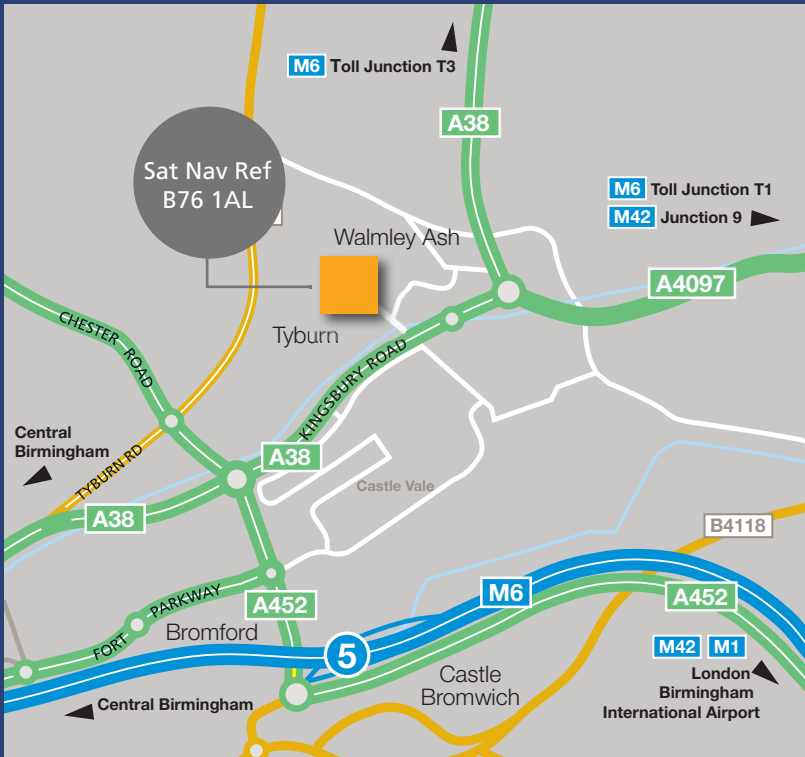 M6 Toll Junction T3
A38
Sat Nav Ref
B76 1AL
M6 Toll Junction T1
M42 Junction 9
Walmley Ash
A4097
CHESTER ROAD
Tyburn
KINGSBURY ROAD
Central
Birmingham
A38
TYBURN RD
Castle Vale
A38
B4118
M6
A452
A452
FORT PARKWAY
Bromford
5
M42 M1
Castle
Bromwich
London
Birmingham
International Airport
Central Birmingham